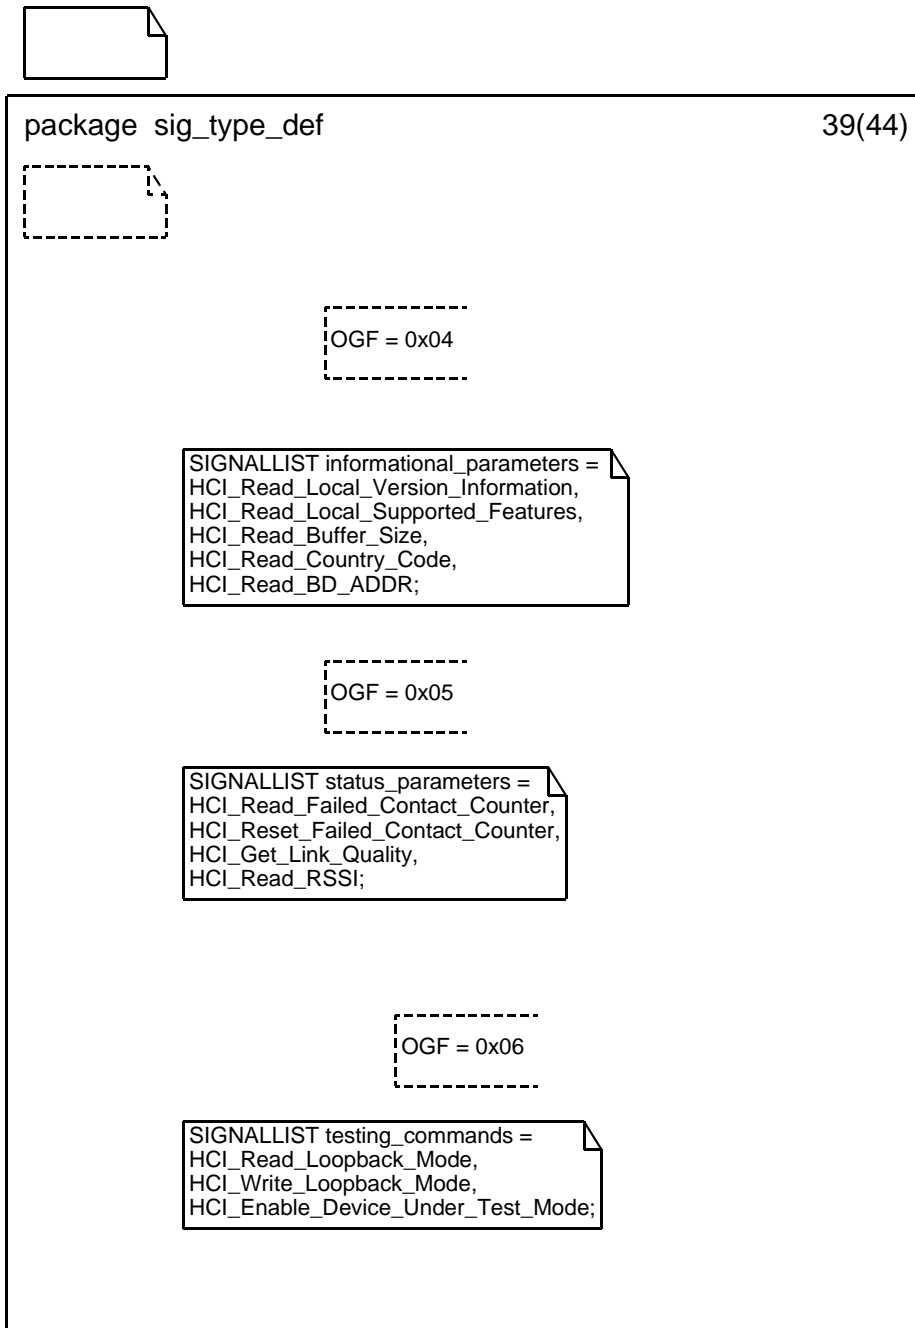 package sig_type_def 39(44)
OGF = 0x04
SIGNALLIST informational_parameters =
HCI_Read_Local_Version_Information,
HCI_Read_Local_Supported_Features,
HCI_Read_Buffer_Size,
HCI_Read_Country_Code,
HCI_Read_BD_ADDR;
OGF = 0x05
SIGNALLIST status_parameters =
HCI_Read_Failed_Contact_Counter,
HCI_Reset_Failed_Contact_Counter,
HCI_Get_Link_Quality,
HCI_Read_RSSI;
OGF = 0x06
SIGNALLIST testing_commands =
HCI_Read_Loopback_Mode,
HCI_Write_Loopback_Mode,
HCI_Enable_Device_Under_Test_Mode;